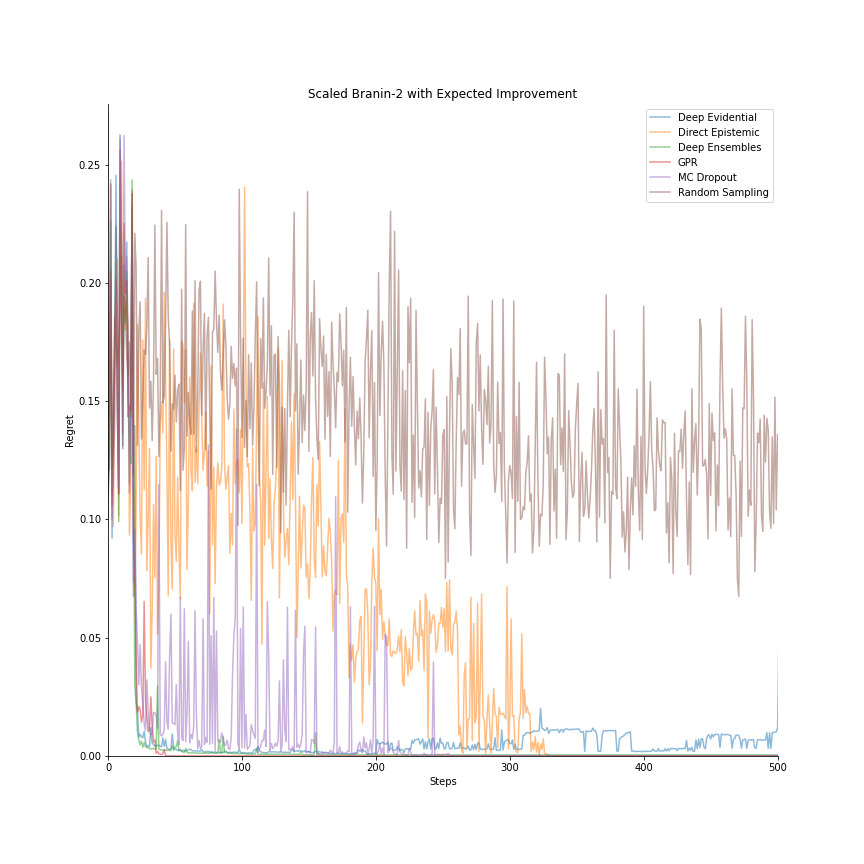 Scaled Branin-2 with Expected Improvement
Deep Evidential
Direct Epistemic
Deep Ensembles
GPR
MC Dropout
Random Sampling
Regret
0.25
0.20
0.15
0.10
0.05
0.00
0 100 200 300 400 500
Steps